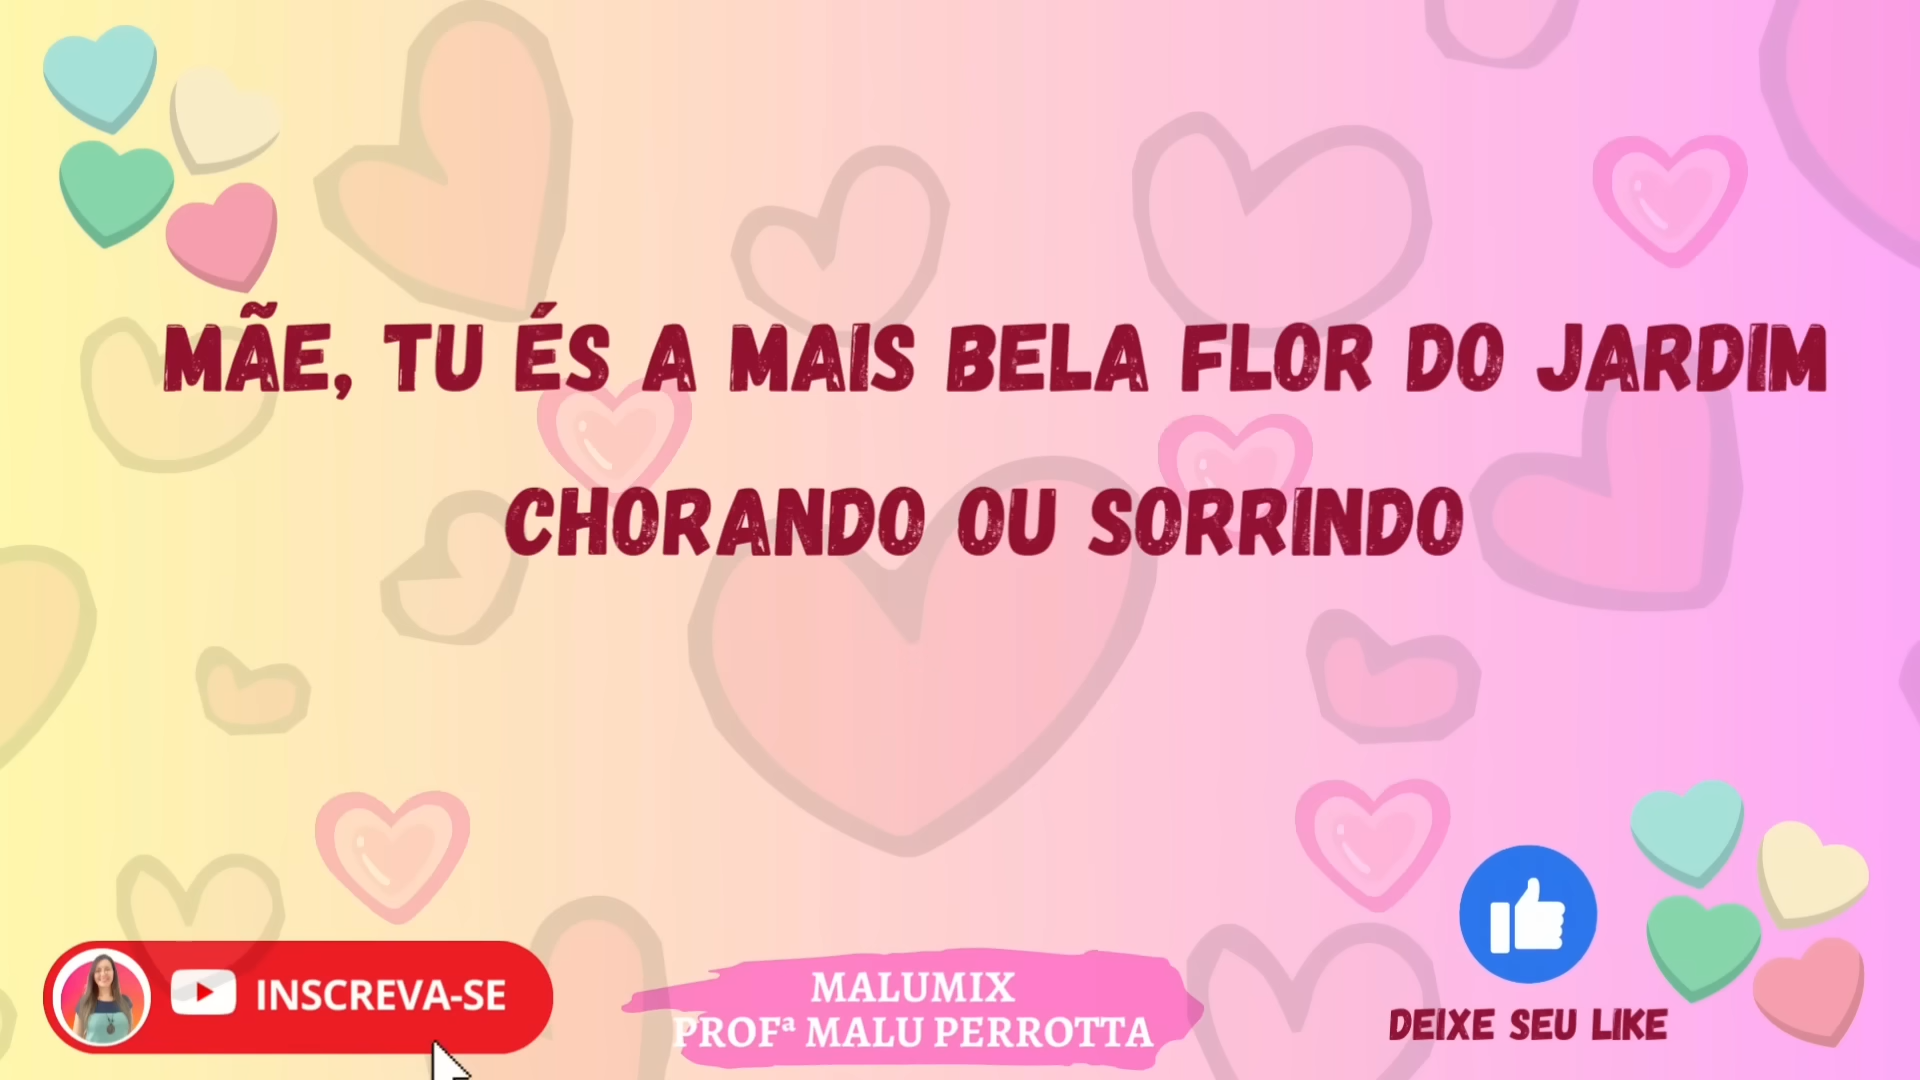 MÃE, TU ÉS A MAIS BELA FLOR DO JARDIM
CHORANDO OU SORRINDO
INSCREVA-SE
MALUMIX
PROFª MALU PERROTTA
DEIXE SEU LIKE